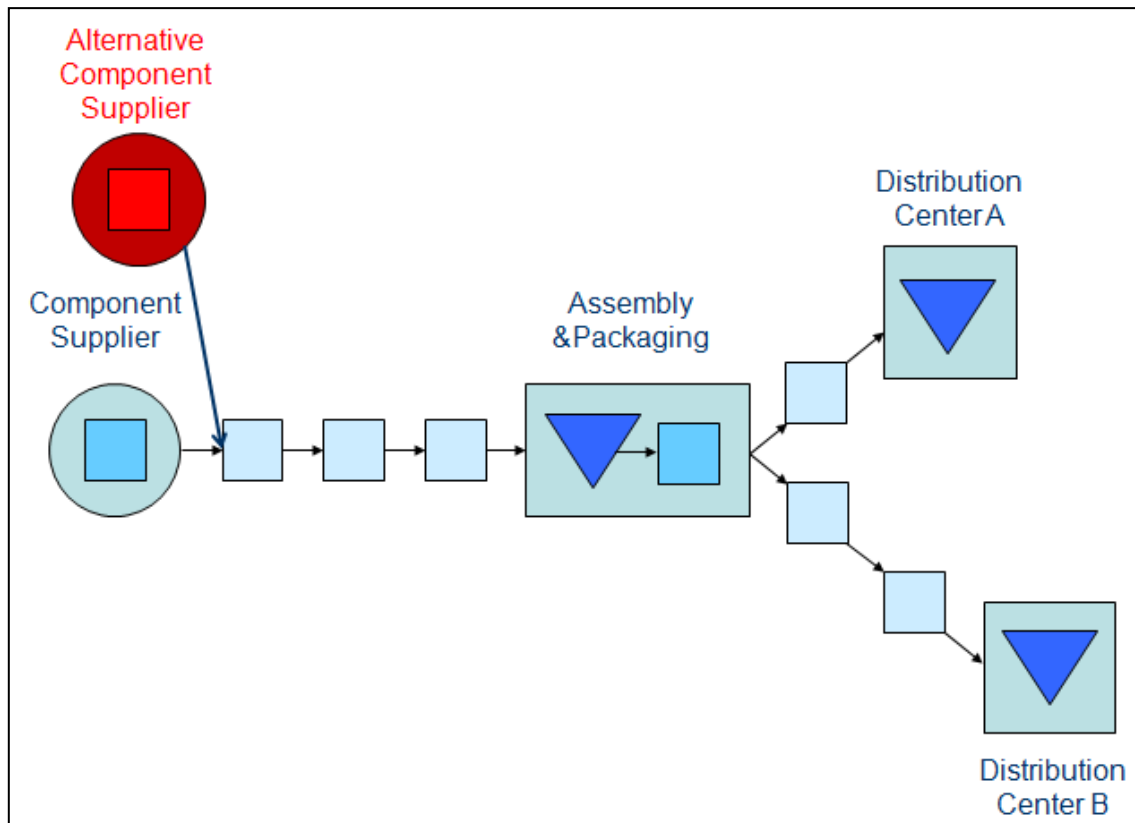 Alternative
Component
Supplier
Component
Supplier
Assembly
&Packaging
Distribution
Center A
Distribution
Center B